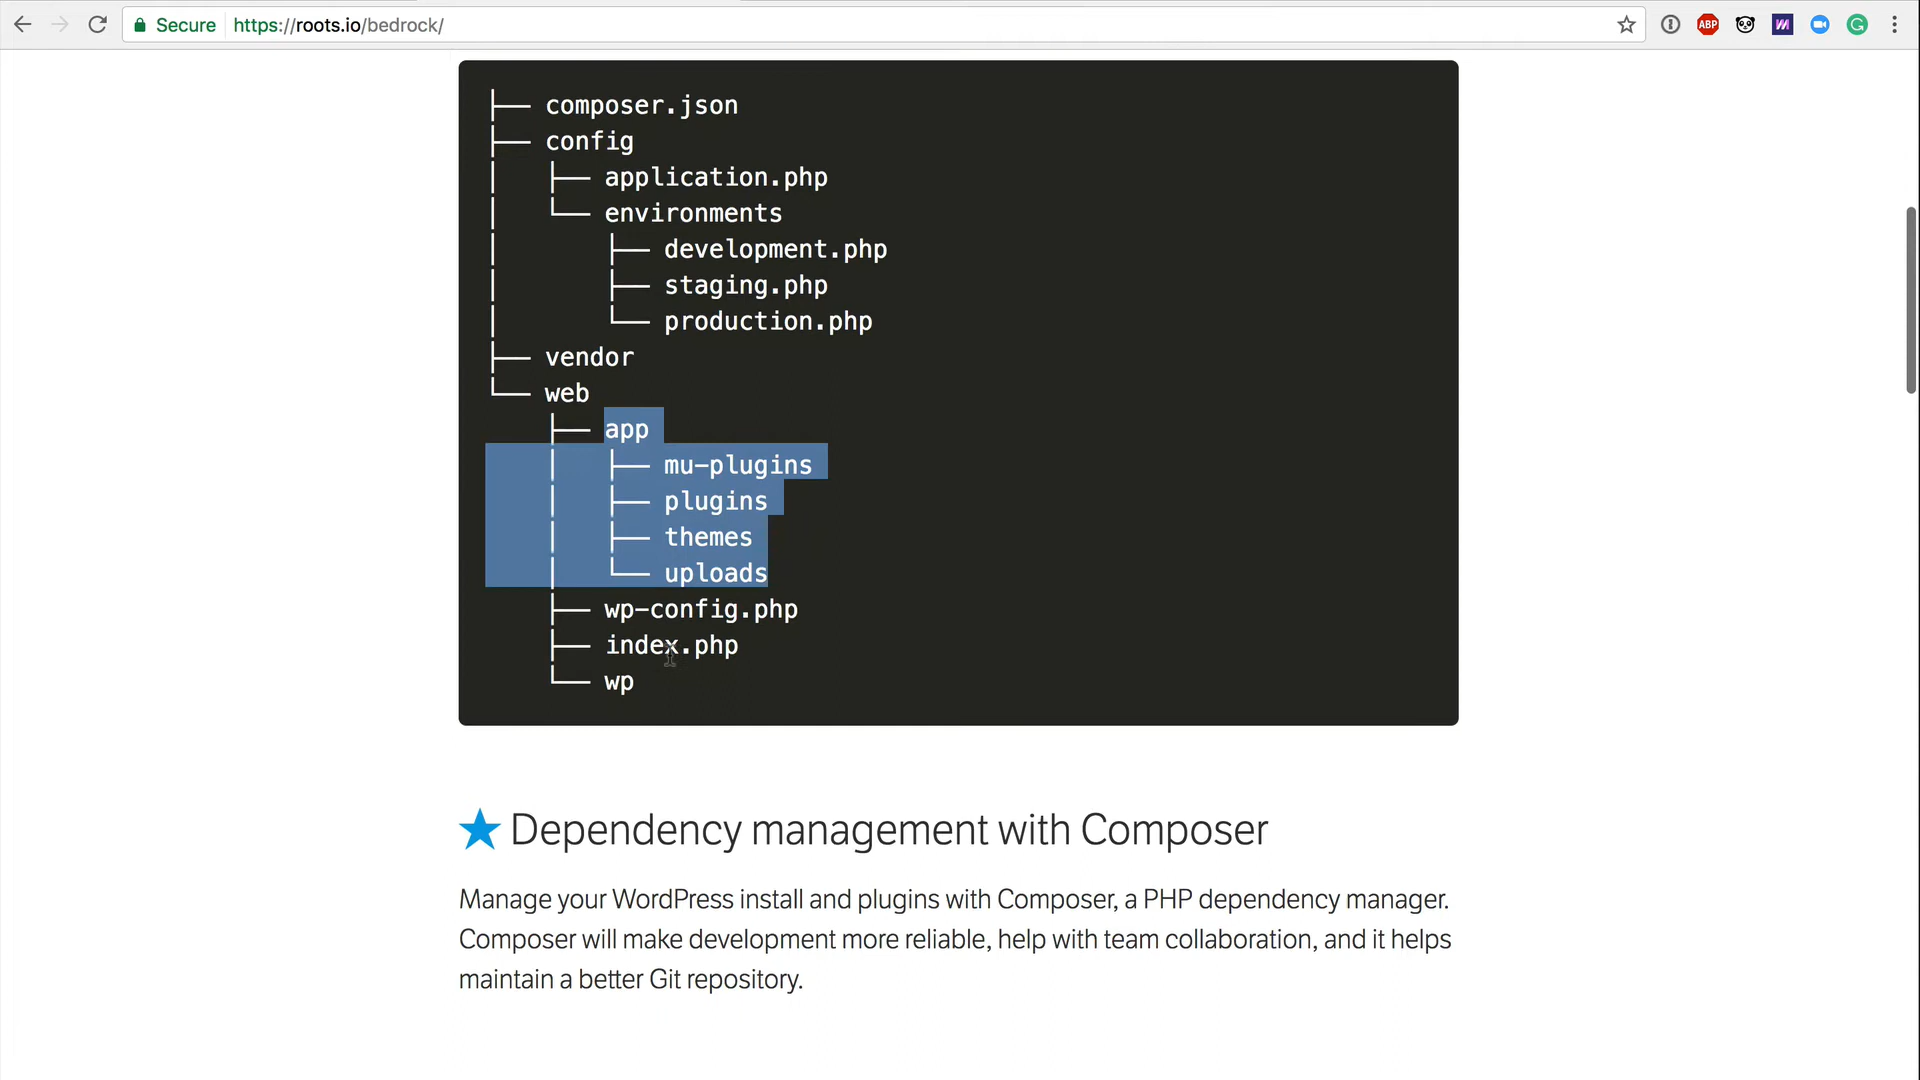 Secure https://roots.io/bedrock/
ABP
├── composer.json
├── config
│   ├── application.php
│   └── environments
│       ├── development.php
│       ├── staging.php
│       └── production.php
├── vendor
└── web
    ├── app
    │   ├── mu-plugins
    │   ├── plugins
    │   ├── themes
    │   └── uploads
    ├── wp-config.php
    ├── index.php
    └── wp
Dependency management with Composer
Manage your WordPress install and plugins with Composer, a PHP dependency manager.
Composer will make development more reliable, help with team collaboration, and it helps
maintain a better Git repository.